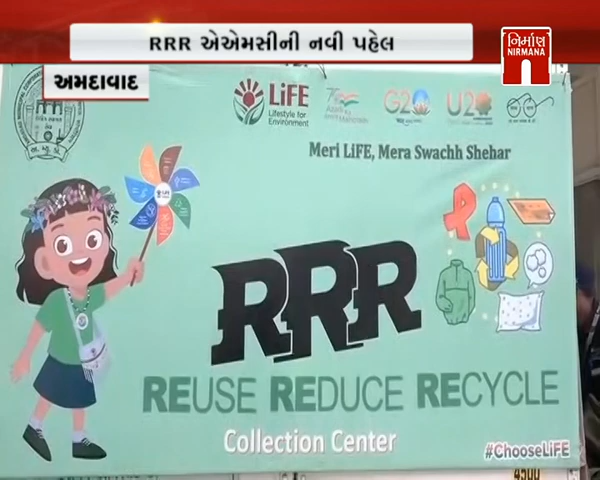 RRR એએમસીની નવી પહેલ
નિર્માણ
NIRMANA
અમદાવાદ
LiFE
Lifestyle for
Environment
G20
U20
Meri LiFE, Mera Swachh Shehar
RRR
REUSE REDUCE RECYCLE
Collection Center
#ChooseLiFE
4500